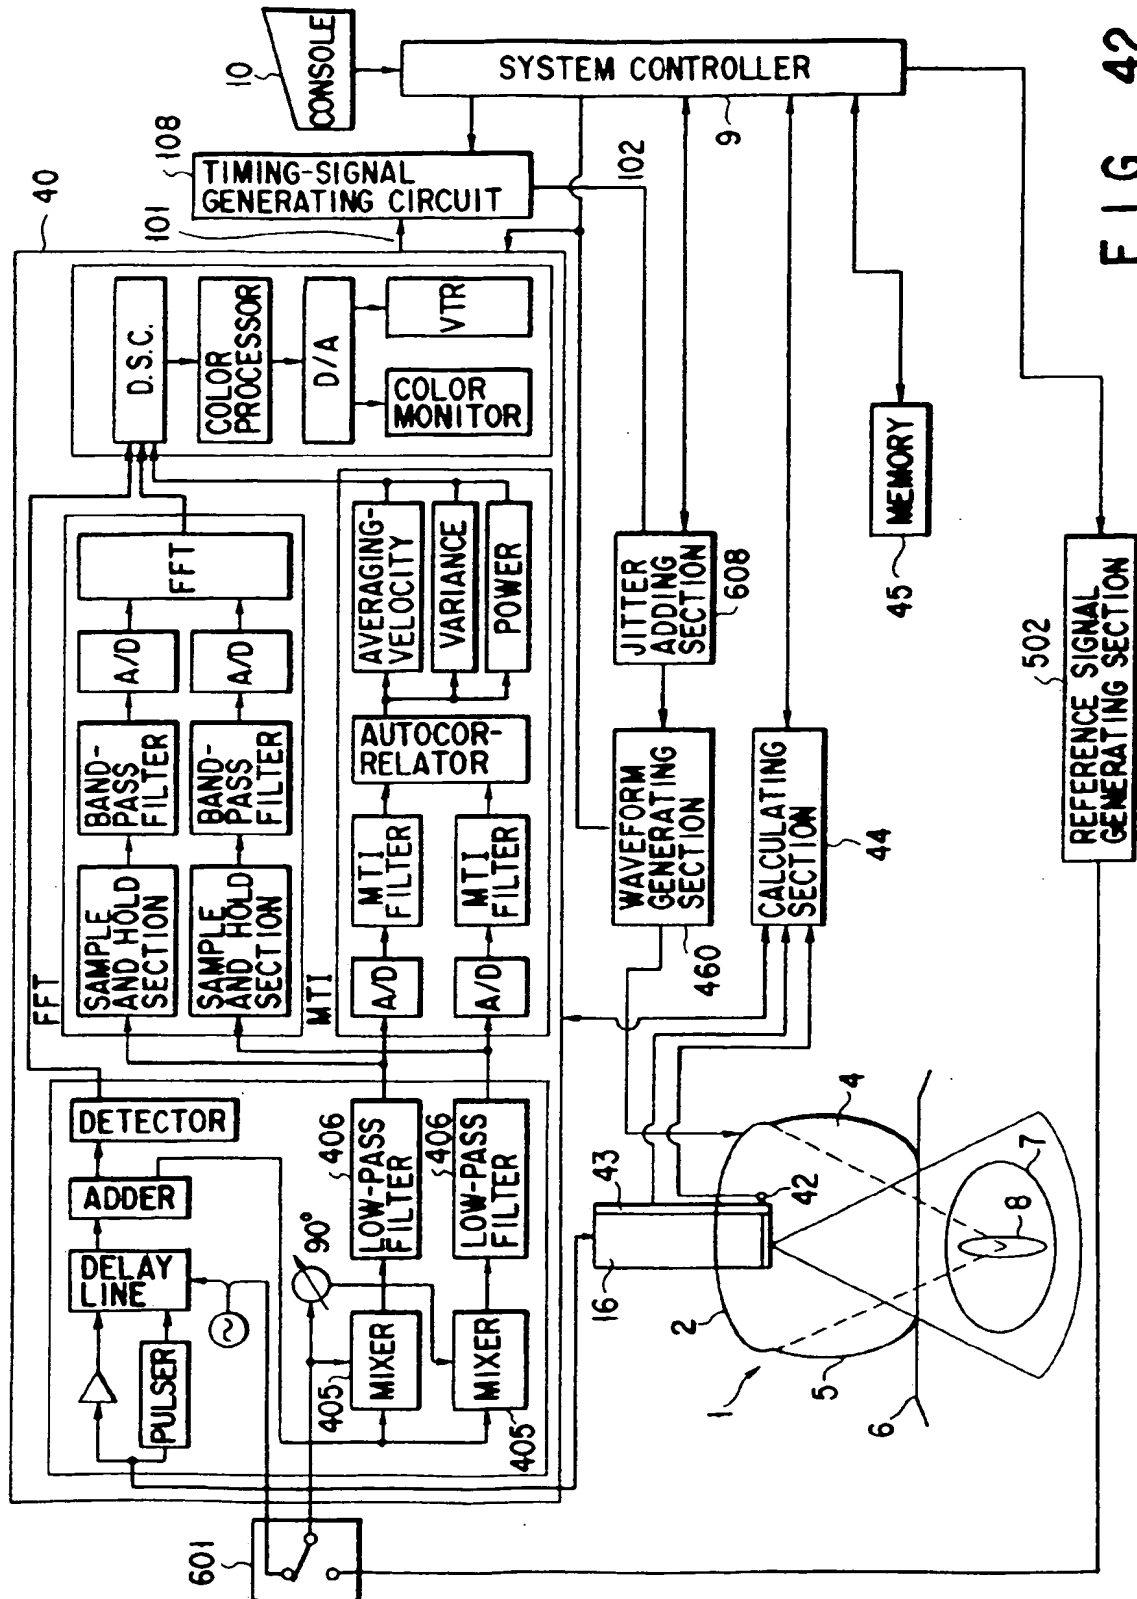 FIG 42
CONSOLE
10
SYSTEM CONTROLLER
9
108
TIMING-SIGNAL
GENERATING CIRCUIT
101
102
40
D.S.C.
COLOR
PROCESSOR
D/A
VTR
COLOR
MONITOR
FFT
SAMPLE
AND HOLD
SECTION
BAND-
PASS
FILTER
A/D
FFT
SAMPLE
AND HOLD
SECTION
BAND-
PASS
FILTER
A/D
MTI
A/D
MTI
FILTER
AUTOCOR-
RELATOR
AVERAGING-
VELOCITY
VARIANCE
POWER
A/D
MTI
FILTER
DETECTOR
ADDER
DELAY
LINE
PULSER
90°
MIXER
405
LOW-PASS
FILTER
406
MIXER
405
LOW-PASS
FILTER
406
601
JITTER
ADDING
SECTION
608
WAVEFORM
GENERATING
SECTION
460
CALCULATING
SECTION
44
MEMORY
45
REFERENCE SIGNAL
GENERATING SECTION
502
43
16
42
2
4
1
5
6
7
8